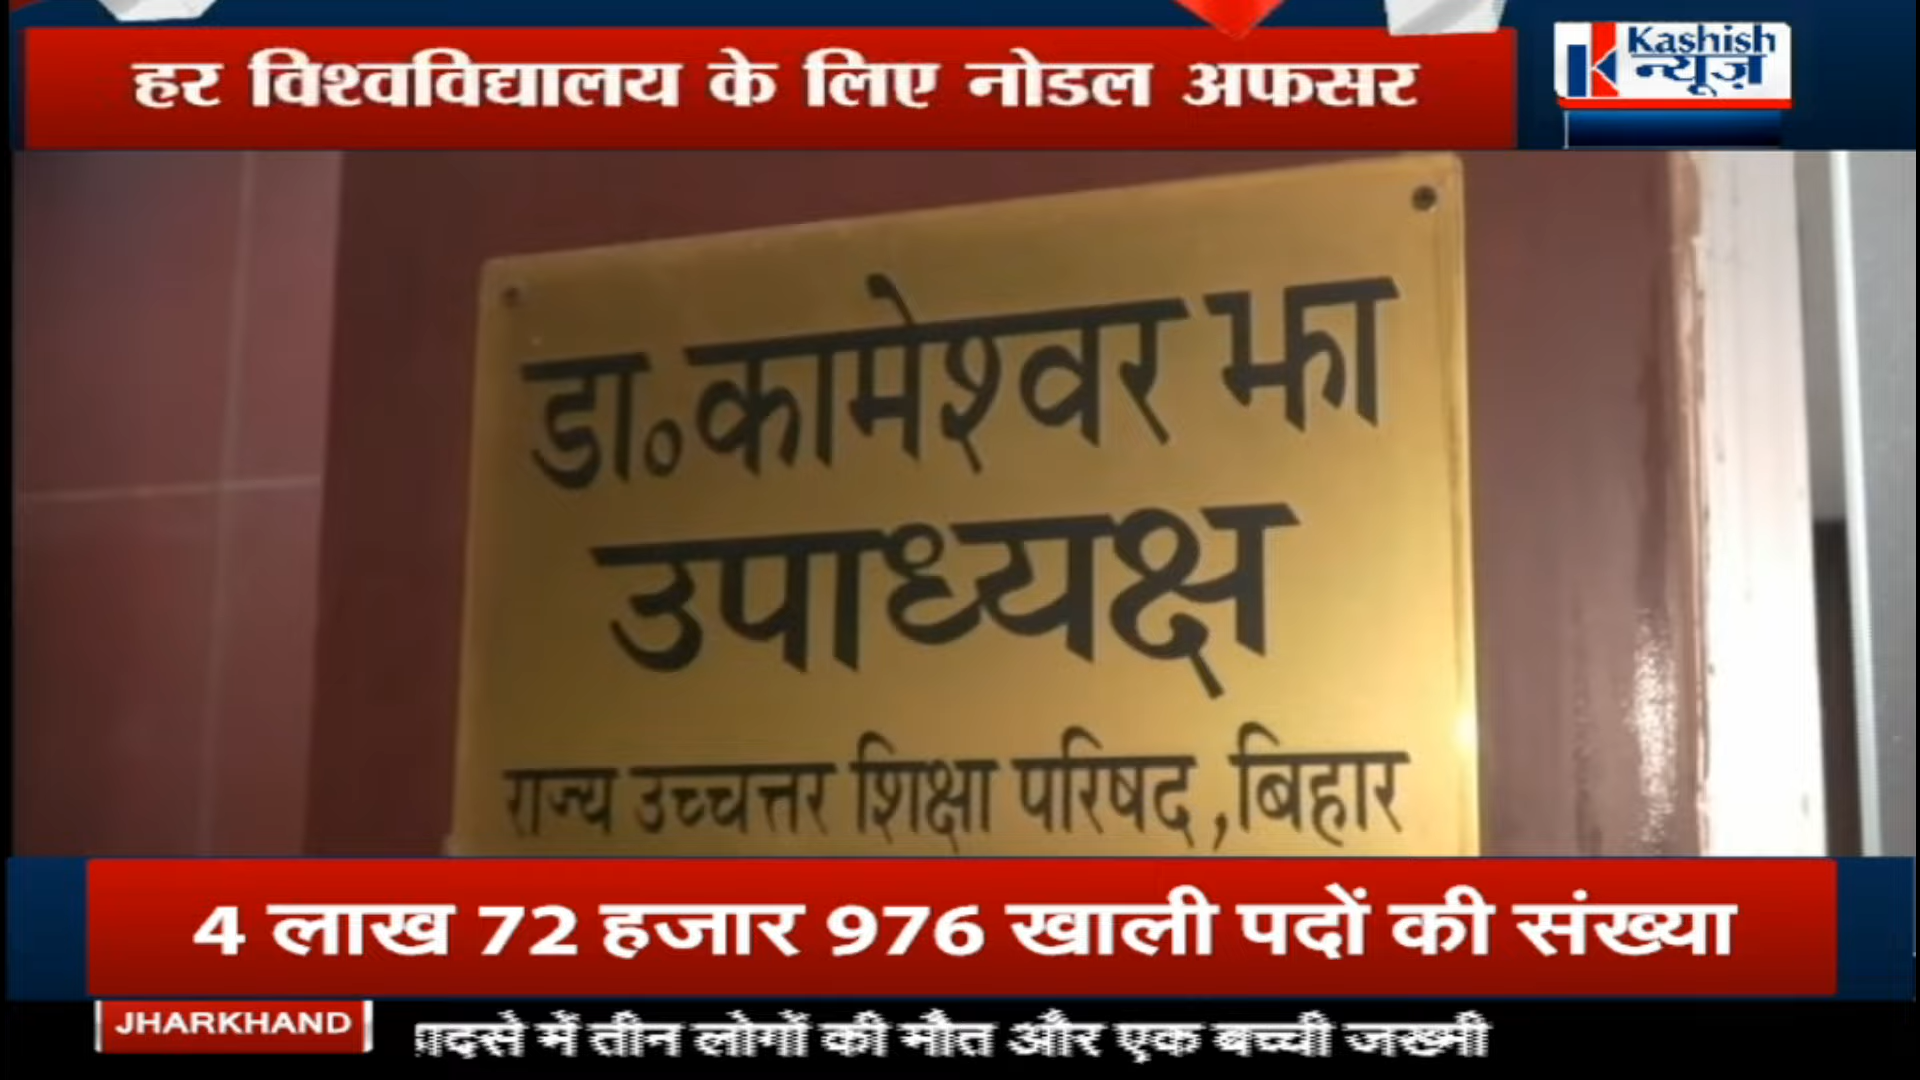 हर विश्वविद्यालय के लिए नोडल अफसर
Kashish
न्यूज़
डा॰कामेश्वर झा
उपाध्यक्ष
राज्य उच्चत्तर शिक्षा परिषद,बिहार
4 लाख 72 हजार 976 खाली पदों की संख्या
JHARKHAND
में तीन लोगों की मौत और एक बच्ची जख्मी